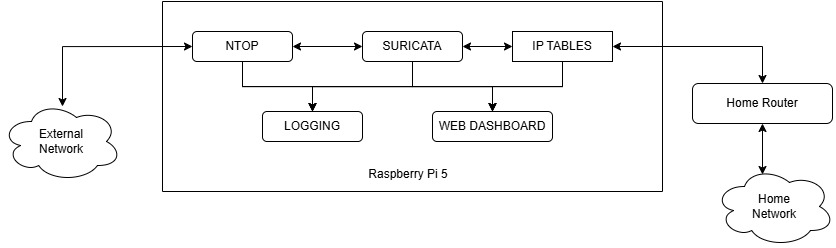 NTOP
SURICATA
IP TABLES
LOGGING
WEB DASHBOARD
Raspberry Pi 5
External
Network
Home Router
Home
Network